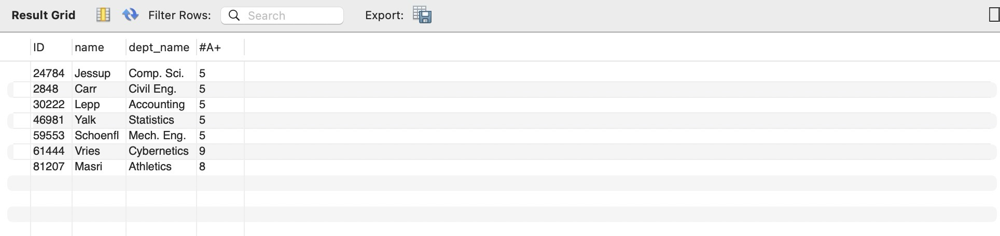 Result Grid Filter Rows: Search Export:
ID name dept_name #A+
24784 Jessup Comp. Sci. 5
2848 Carr Civil Eng. 5
30222 Lepp Accounting 5
46981 Yalk Statistics 5
59553 Schoenfl Mech. Eng. 5
61444 Vries Cybernetics 9
81207 Masri Athletics 8